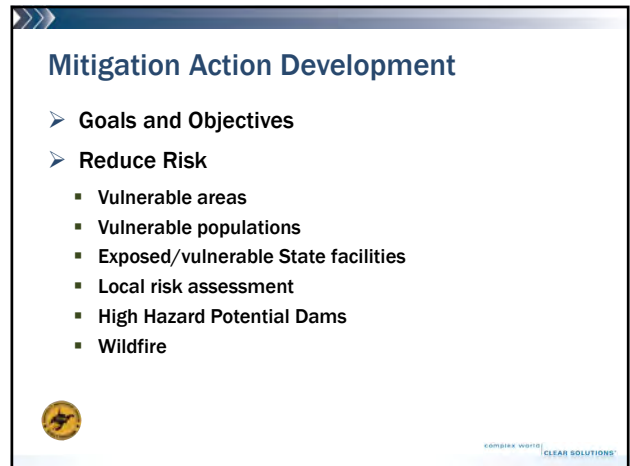 Mitigation Action Development
Goals and Objectives
Reduce Risk
Vulnerable areas
Vulnerable populations
Exposed/vulnerable State facilities
Local risk assessment
High Hazard Potential Dams
Wildfire
complex world
CLEAR SOLUTIONS